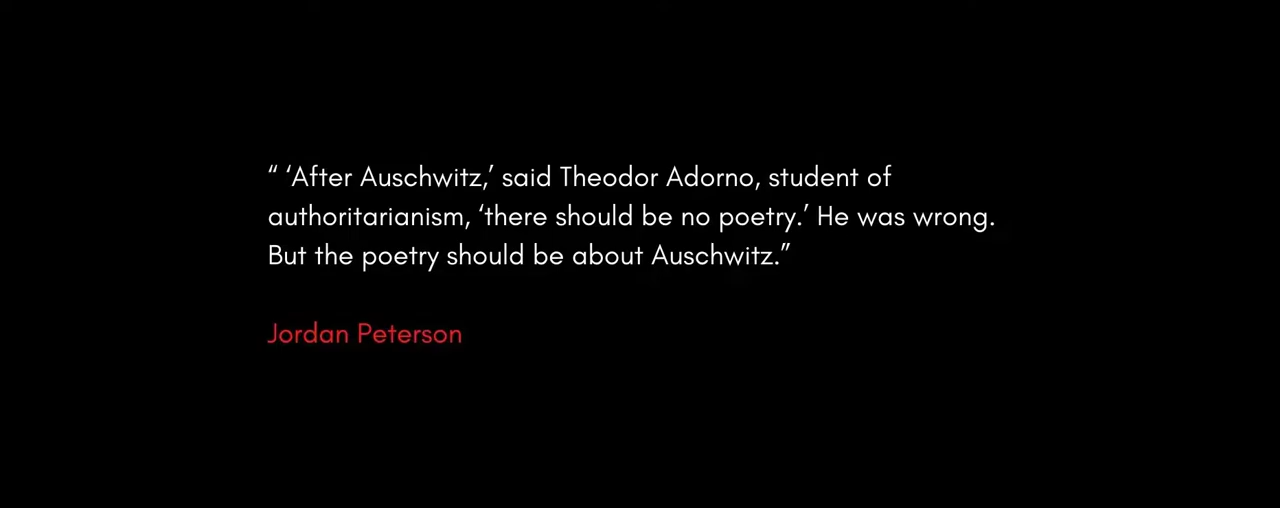 “ ‘After Auschwitz,’ said Theodor Adorno, student of
authoritarianism, ‘there should be no poetry.’ He was wrong.
But the poetry should be about Auschwitz.”
Jordan Peterson